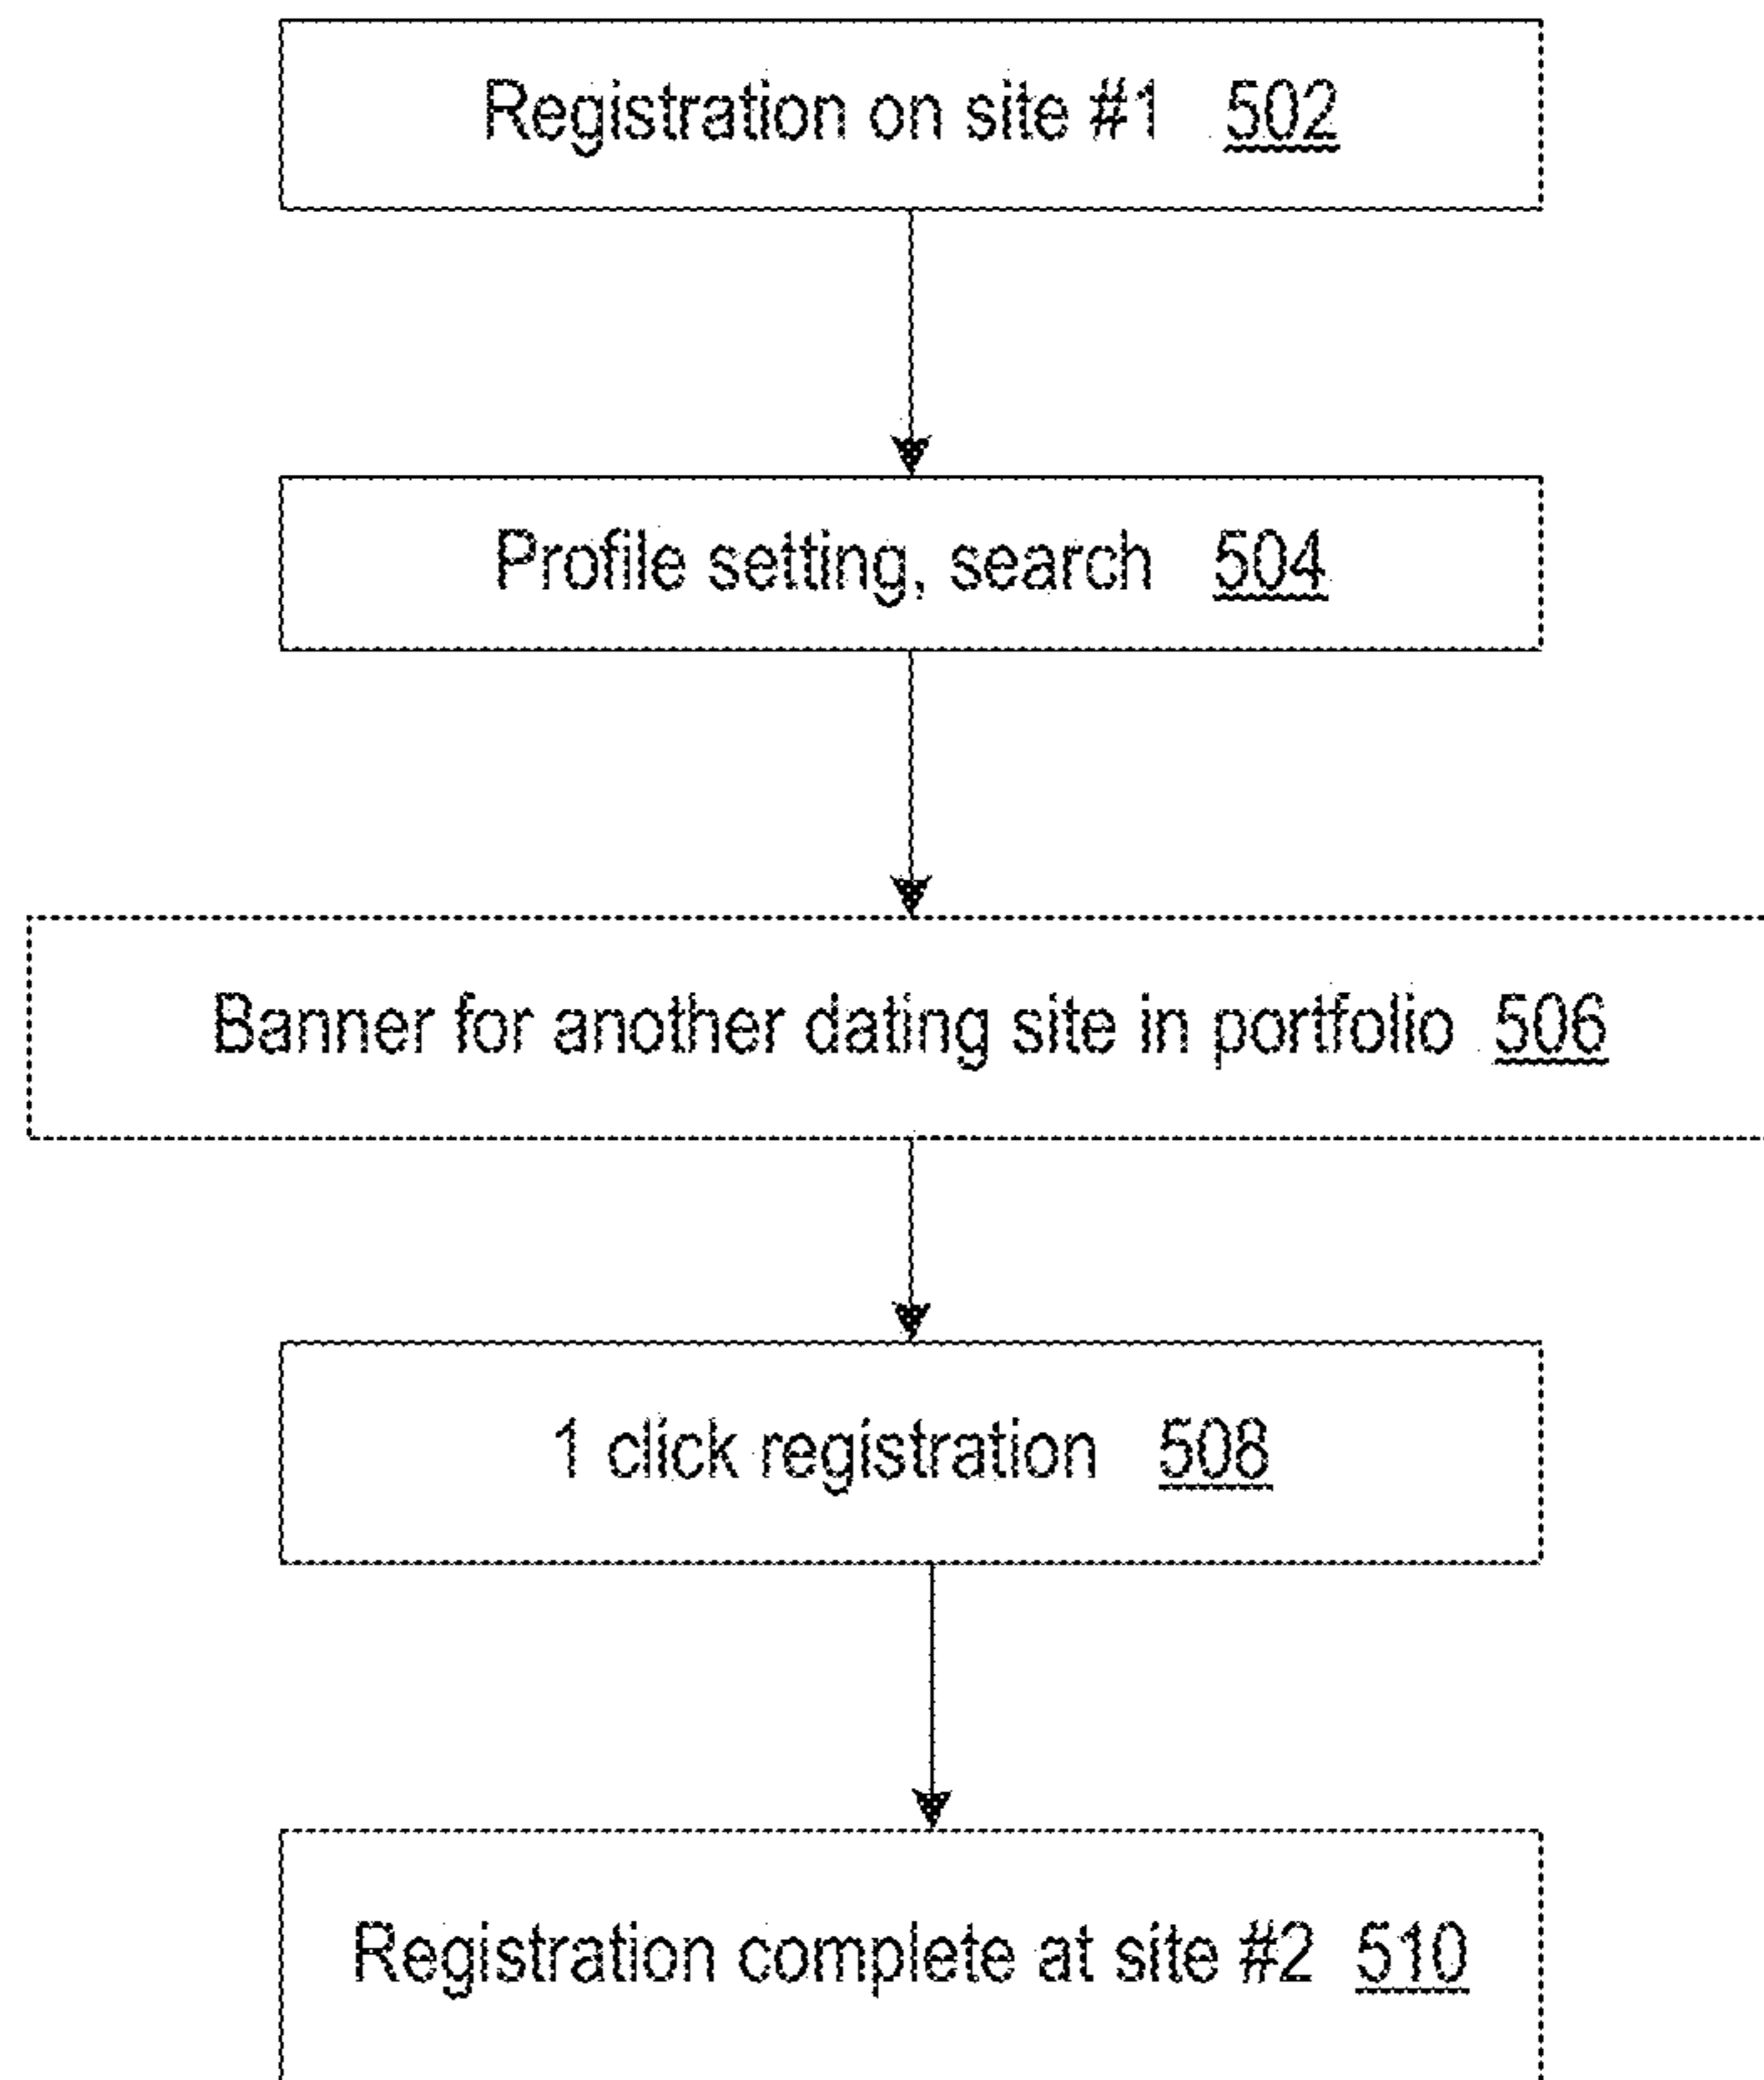 Registration on site #1 502
Profile setting, search 504
Banner for another dating site in portfolio 506
1 click registration 508
Registration complete at site #2 510